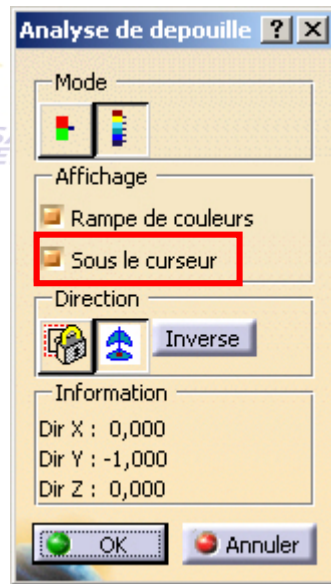 Analyse de depouille
Mode
Affichage
Rampe de couleurs
Sous le curseur
Direction
Inverse
Information
Dir X : 0,000
Dir Y : -1,000
Dir Z : 0,000
OK Annuler